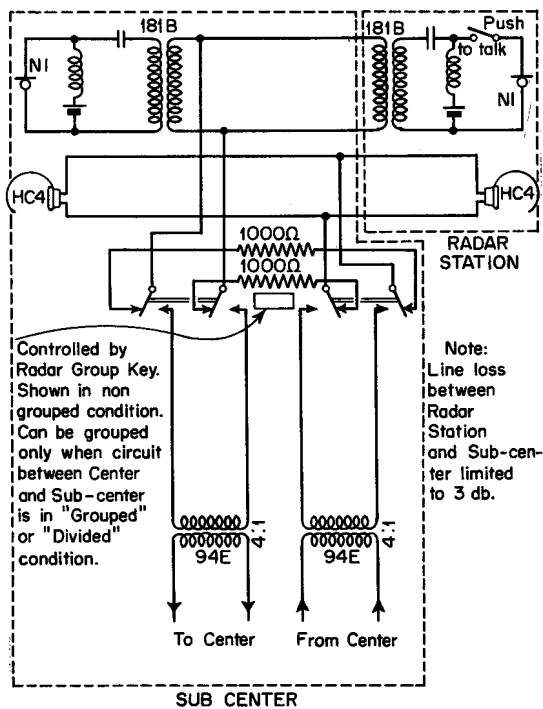 181B
181B
Push
to talk
N1
N1
HC4
HC4
RADAR
STATION
1000Ω
1000Ω
Controlled by
Radar Group Key.
Shown in non
grouped condition.
Can be grouped
only when circuit
between Center
and Sub-center
is in "Grouped"
or "Divided"
condition.
Note:
Line loss
between
Radar
Station
and Sub-cen-
ter limited
to 3 db.
4:1
94E
4:1
94E
To Center
From Center
SUB CENTER